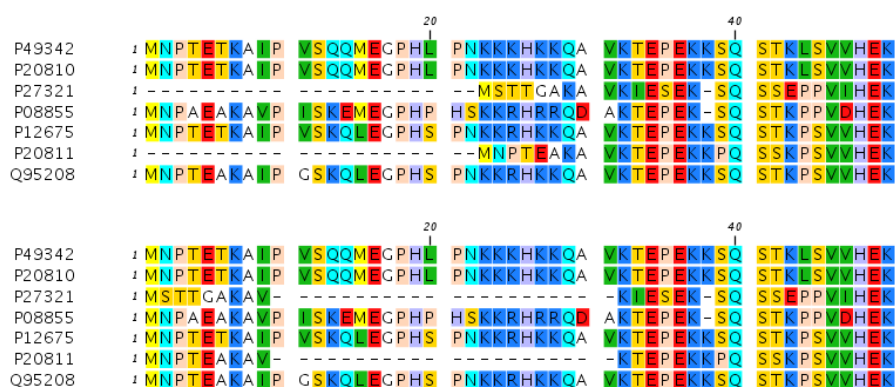 20 40
P49342 1 MNPTETKAIP VSQQMEGPHL PNKKKHKKQA VKTEPEKKSQ STKLSVVHEK
P20810 1 MNPTETKAIP VSQQMEGPHL PNKKKHKKQA VKTEPEKKSQ STKLSVVHEK
P27321 1 ---------- ---------- --MSTTGAKA VKIESEK-SQ SSEPPVIHEK
P08855 1 MNPAEAKAVP ISKEMEGPHP HSKKRHRRQD AKTEPEK-SQ STKPPVDHEK
P12675 1 MNPTETKAIP VSKQLEGPHS PNKKRHKKQA VKTEPEKKSQ STKPSVVHEK
P20811 1 ---------- ---------- --MNPTEAKA VKTEPEKKPQ SSKPSVVHEK
Q95208 1 MNPTEAKAIP GSKQLEGPHS PNKKRHKKQA VKTEPEKKSQ STKPSVVHEK
20 40
P49342 1 MNPTETKAIP VSQQMEGPHL PNKKKHKKQA VKTEPEKKSQ STKLSVVHEK
P20810 1 MNPTETKAIP VSQQMEGPHL PNKKKHKKQA VKTEPEKKSQ STKLSVVHEK
P27321 1 MSTTGAKAV- ---------- ---------- -KIESEK-SQ SSEPPVIHEK
P08855 1 MNPAEAKAVP ISKEMEGPHP HSKKRHRRQD AKTEPEK-SQ STKPPVDHEK
P12675 1 MNPTETKAIP VSKQLEGPHS PNKKRHKKQA VKTEPEKKSQ STKPSVVHEK
P20811 1 MNPTEAKAV- ---------- ---------- -KTEPEKKPQ SSKPSVVHEK
Q95208 1 MNPTEAKAIP GSKQLEGPHS PNKKRHKKQA VKTEPEKKSQ STKPSVVHEK